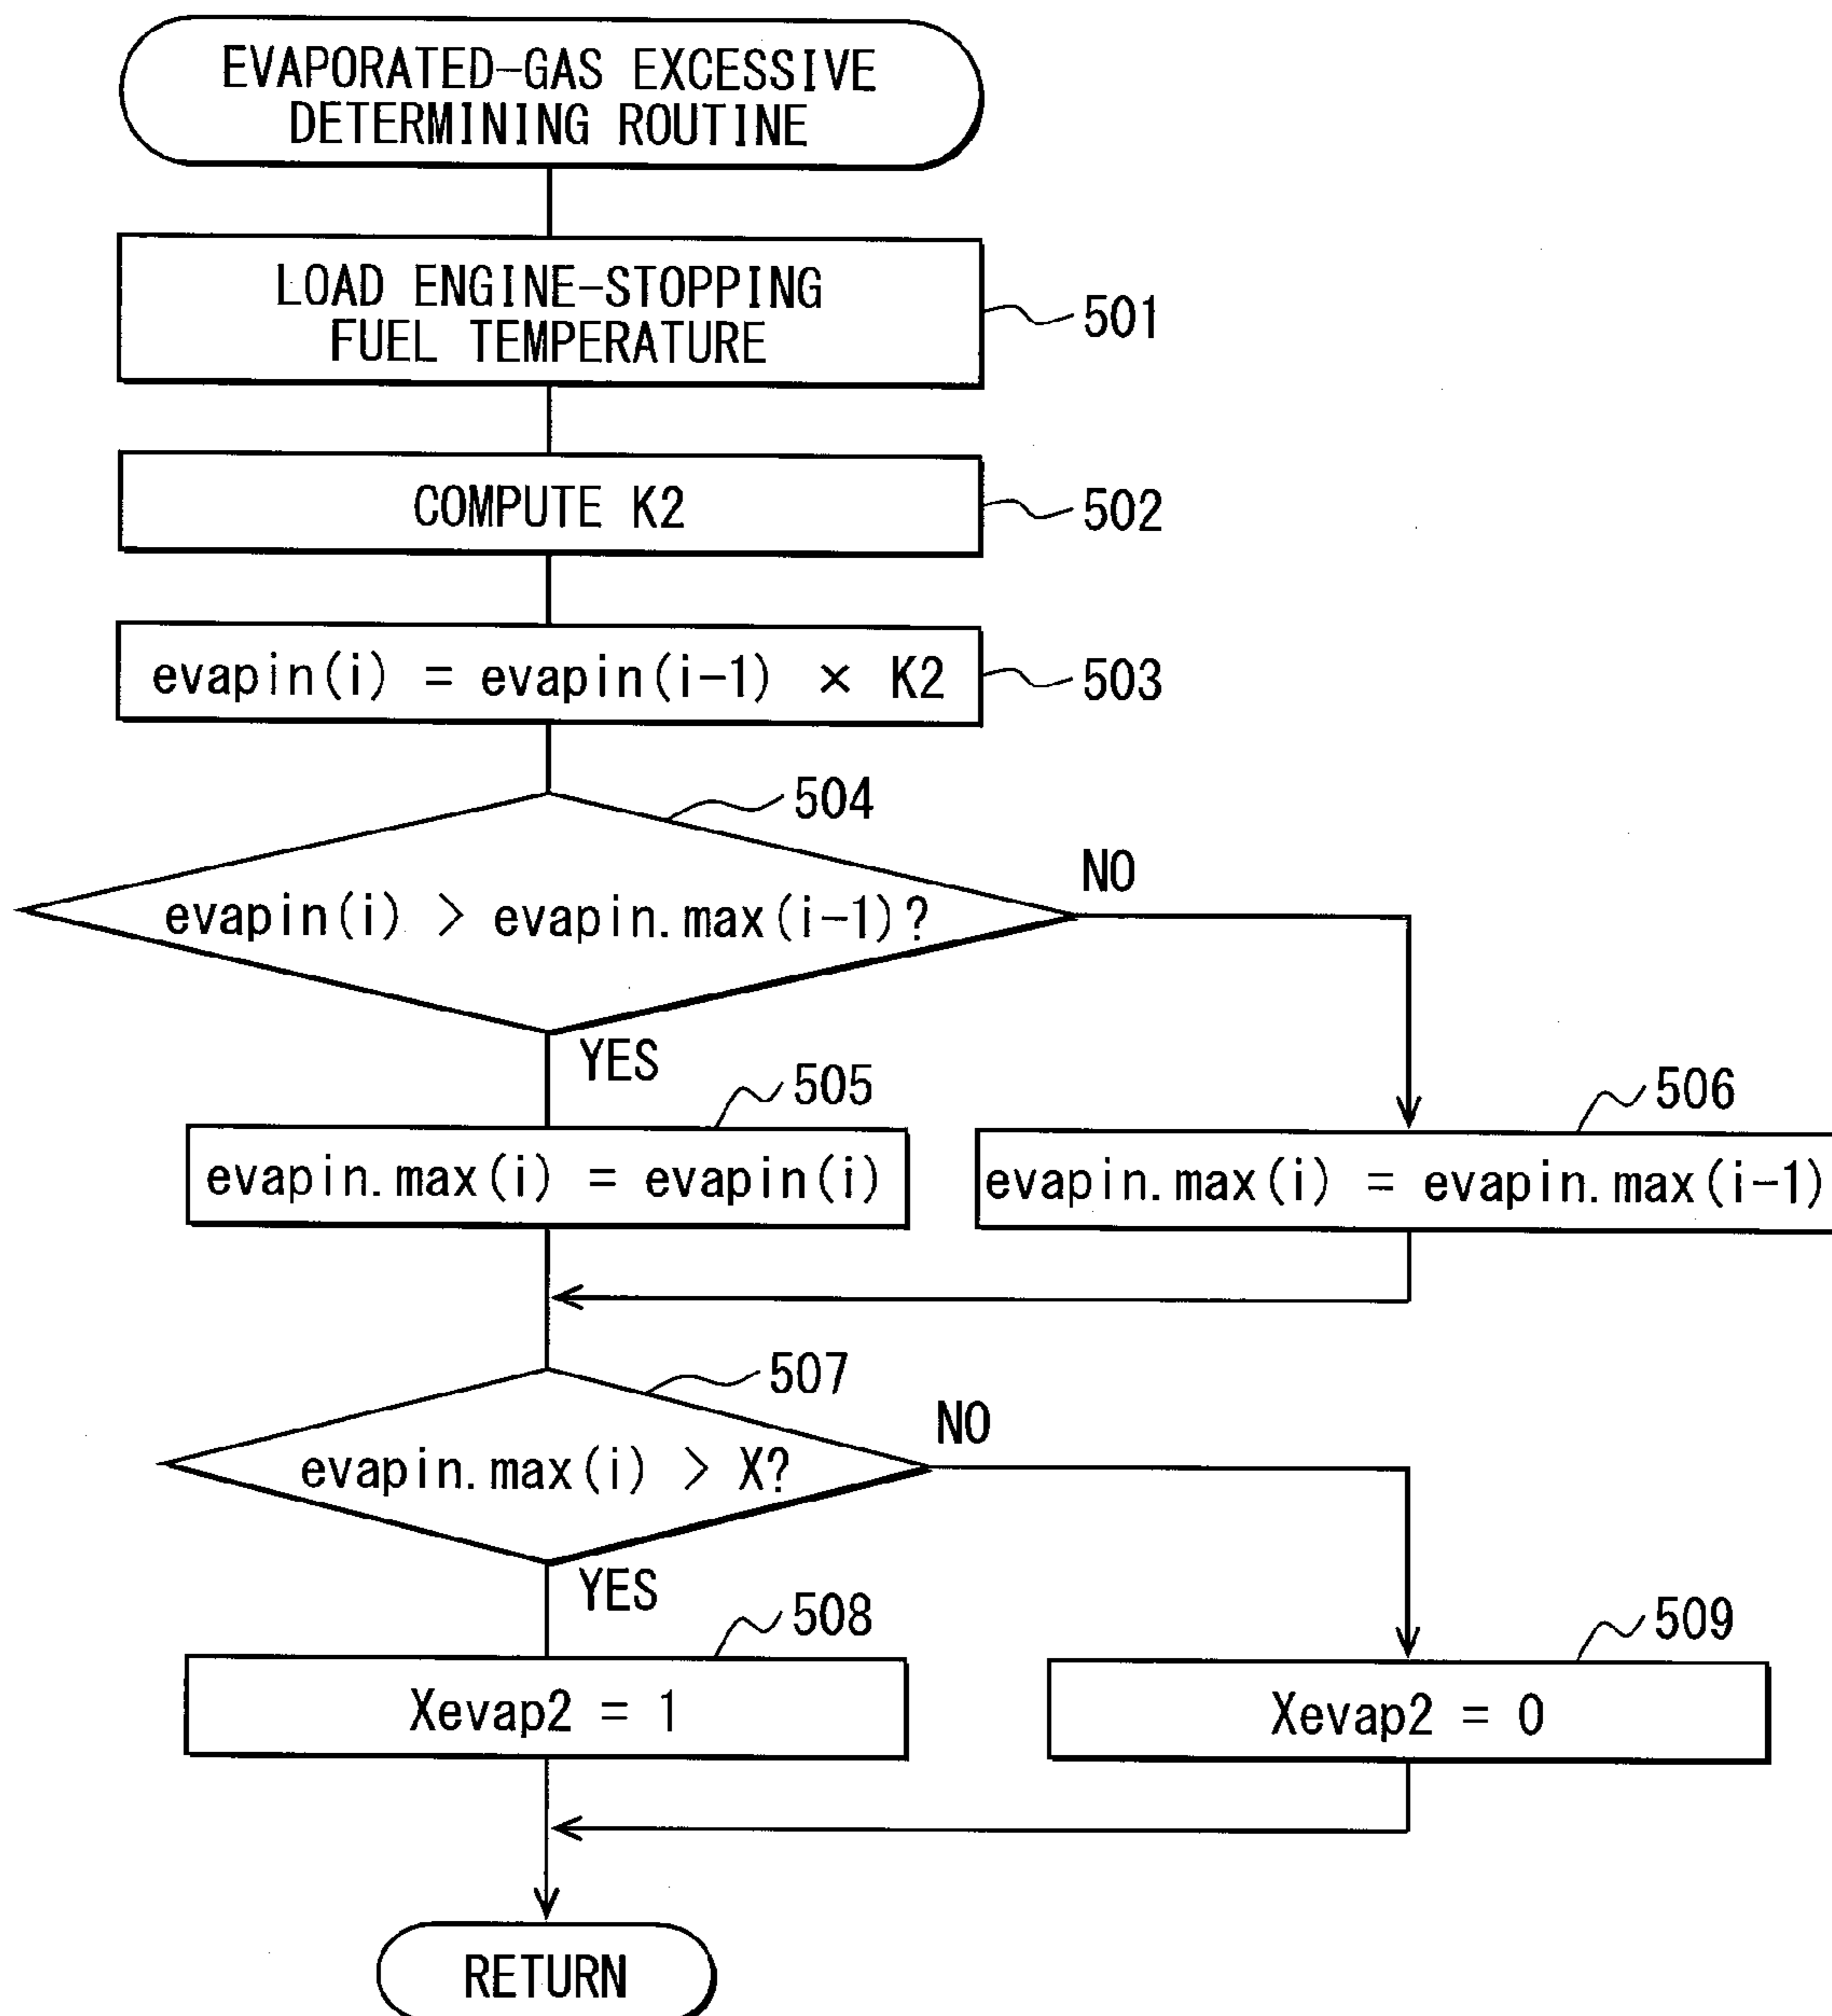 EVAPORATED-GAS EXCESSIVE
DETERMINING ROUTINE
LOAD ENGINE-STOPPING
FUEL TEMPERATURE
501
COMPUTE K2
502
evapin(i) = evapin(i-1) × K2
503
504
evapin(i) > evapin.max(i-1)?
NO
YES
505
evapin.max(i) = evapin(i)
506
evapin.max(i) = evapin.max(i-1)
507
evapin.max(i) > X?
NO
YES
508
Xevap2 = 1
509
Xevap2 = 0
RETURN